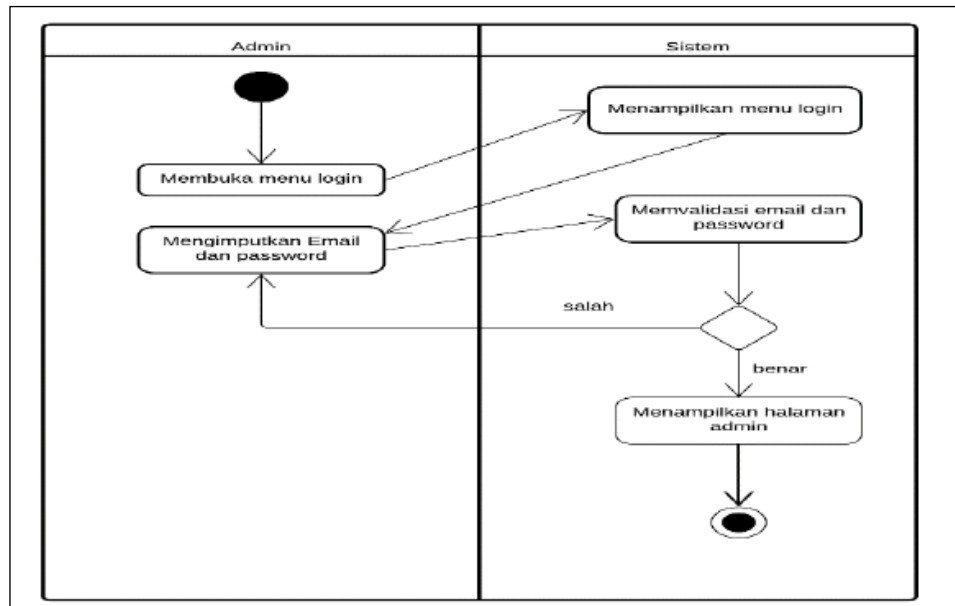 Admin
Sistem
Menampilkan menu login
Membuka menu login
Memvalidasi email dan
password
Mengimputkan Email
dan password
salah
benar
Menampilkan halaman
admin